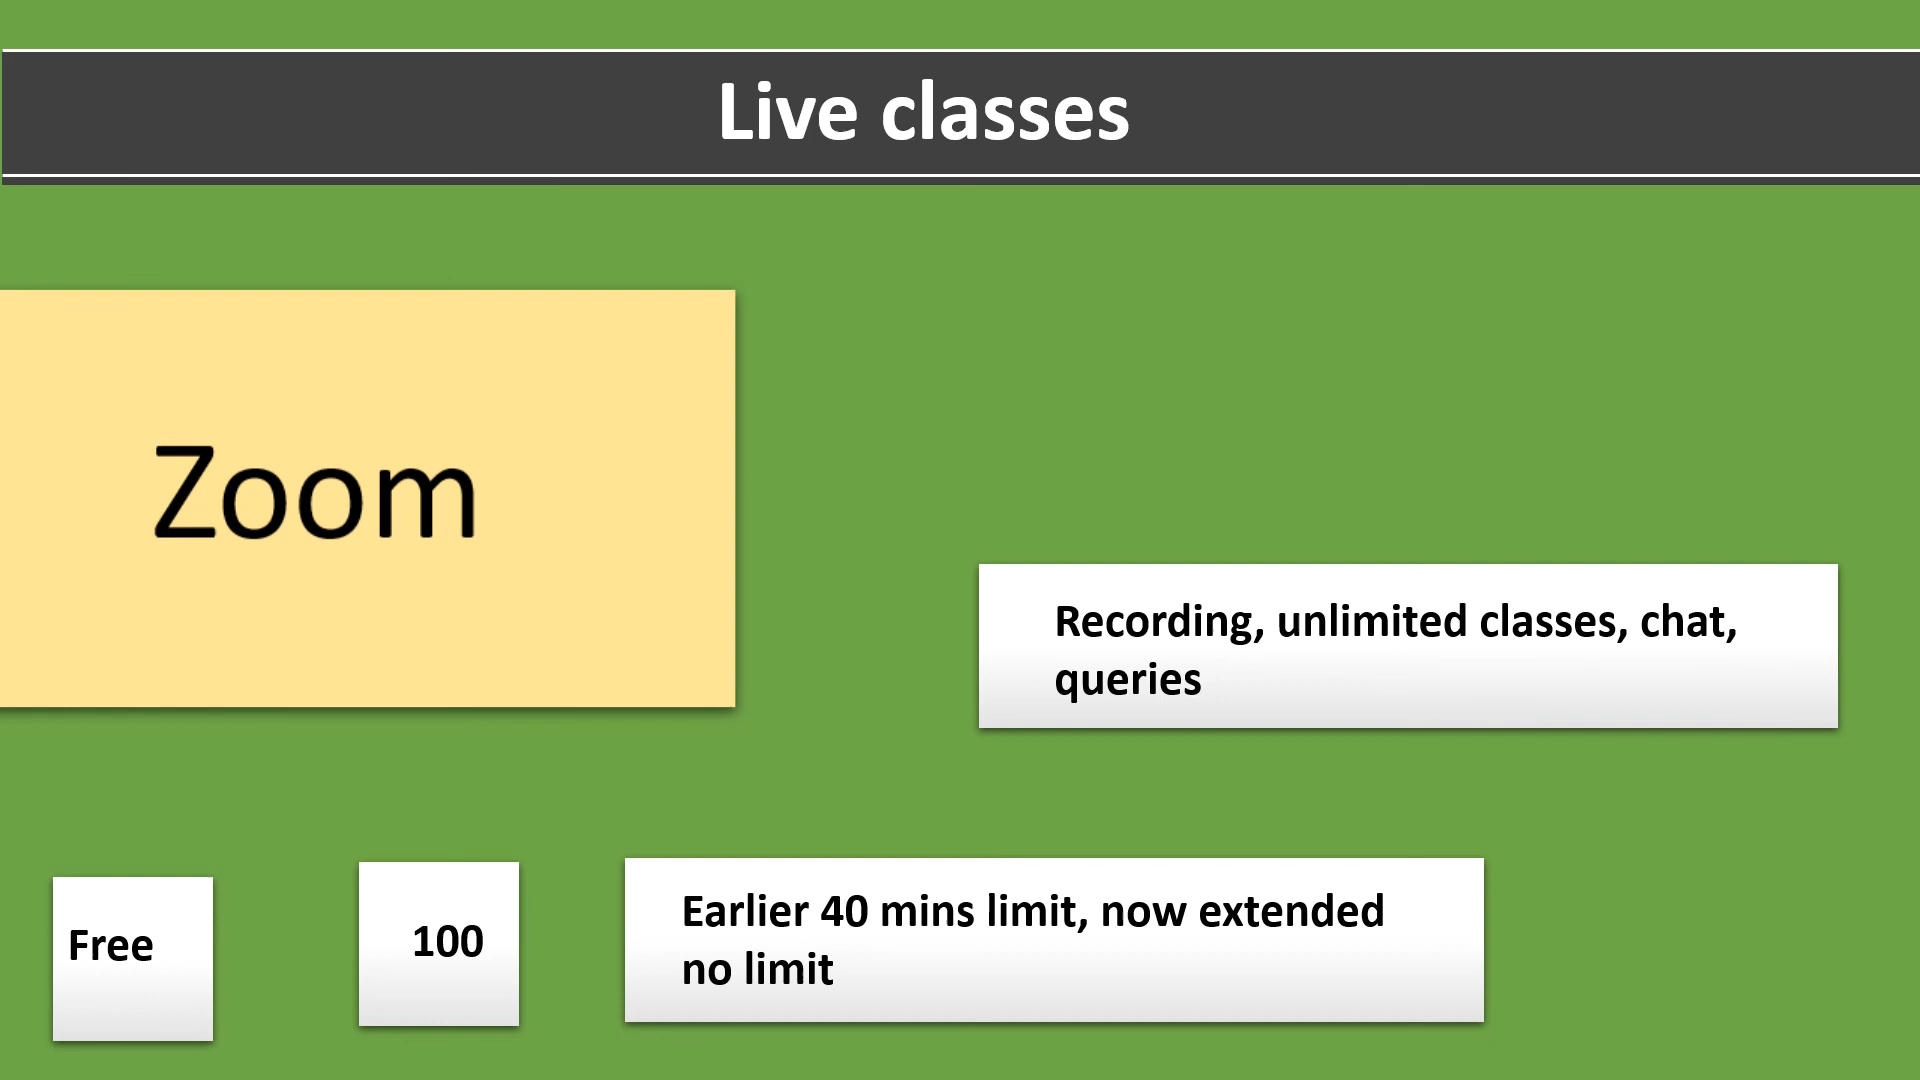 Live classes
Zoom
Recording, unlimited classes, chat,
queries
Free
100
Earlier 40 mins limit, now extended
no limit